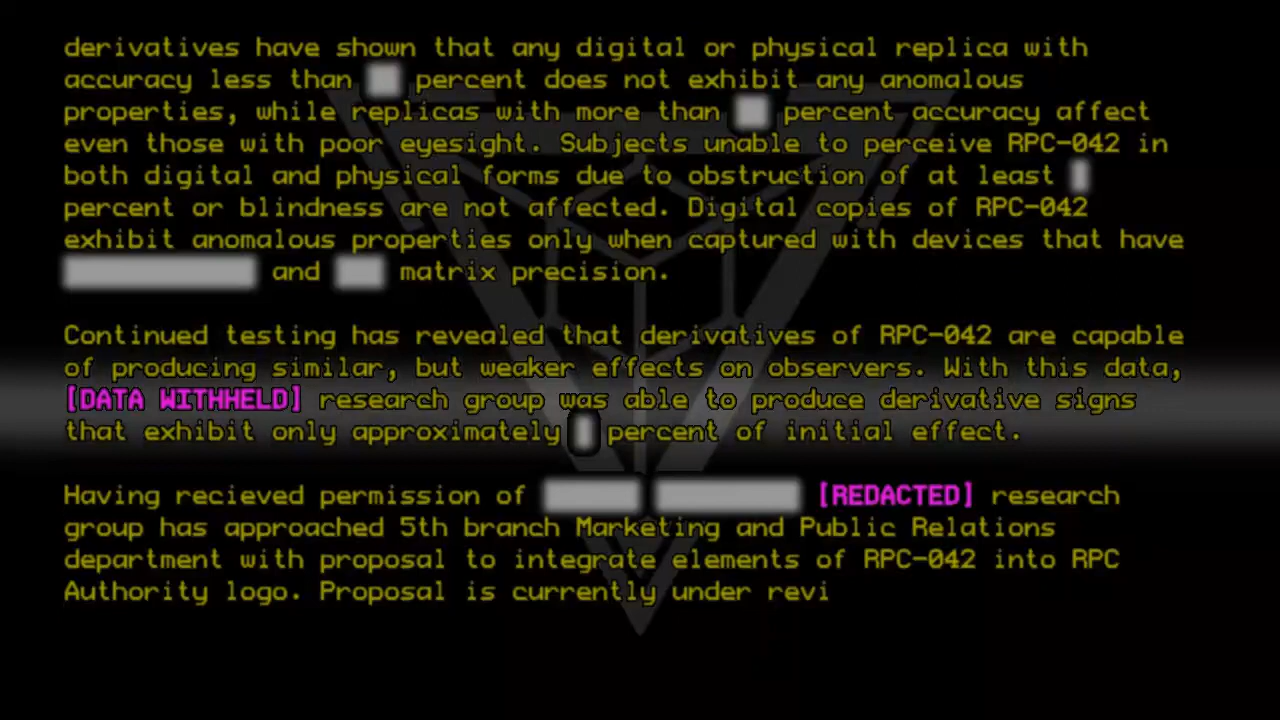 derivatives have shown that any digital or physical replica with
accuracy less than percent does not exhibit any anomalous
properties, while replicas with more than percent accuracy affect
even those with poor eyesight. Subjects unable to perceive RPC-042 in
both digital and physical forms due to obstruction of at least
percent or blindness are not affected. Digital copies of RPC-042
exhibit anomalous properties only when captured with devices that have
and matrix precision.
Continued testing has revealed that derivatives of RPC-042 are capable
of producing similar, but weaker effects on observers. With this data,
[DATA WITHHELD] research group was able to produce derivative signs
that exhibit only approximately percent of initial effect.
Having recieved permission of [REDACTED] research
group has approached 5th branch Marketing and Public Relations
department with proposal to integrate elements of RPC-042 into RPC
Authority logo. Proposal is currently under revi